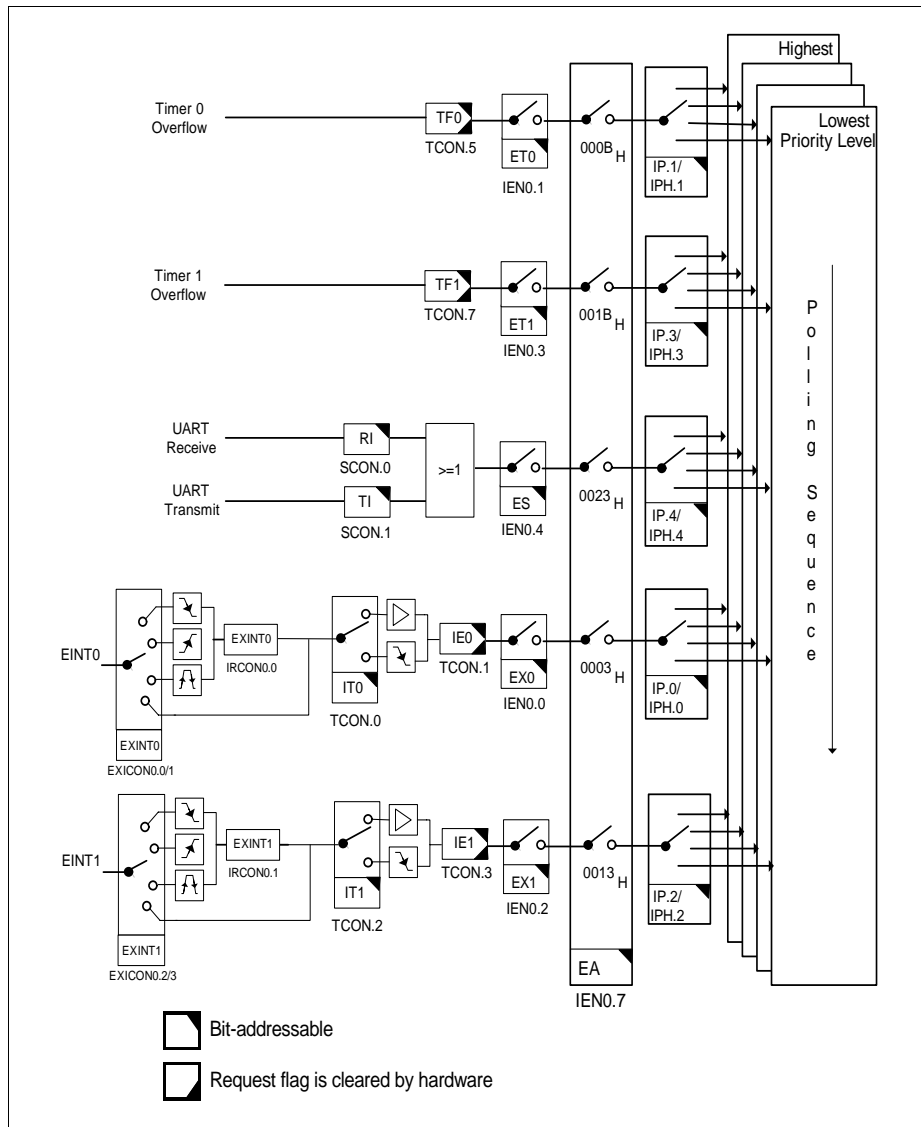 Highest
Lowest
Priority Level
Timer 0
Overflow
TF0
TCON.5
ET0
IEN0.1
000B H
IP.1/
IPH.1
Timer 1
Overflow
TF1
TCON.7
ET1
IEN0.3
001B H
IP.3/
IPH.3
UART
Receive
RI
SCON.0
UART
Transmit
TI
SCON.1
>=1
ES
IEN0.4
0023 H
IP.4/
IPH.4
EINT0
EXINT0
EXICON0.0/1
EXINT0
IRCON0.0
IT0
TCON.0
IE0
TCON.1
EX0
IEN0.0
0003 H
IP.0/
IPH.0
EINT1
EXINT1
EXICON0.2/3
EXINT1
IRCON0.1
IT1
TCON.2
IE1
TCON.3
EX1
IEN0.2
0013 H
IP.2/
IPH.2
EA
IEN0.7
Polling Sequence
Bit-addressable
Request flag is cleared by hardware